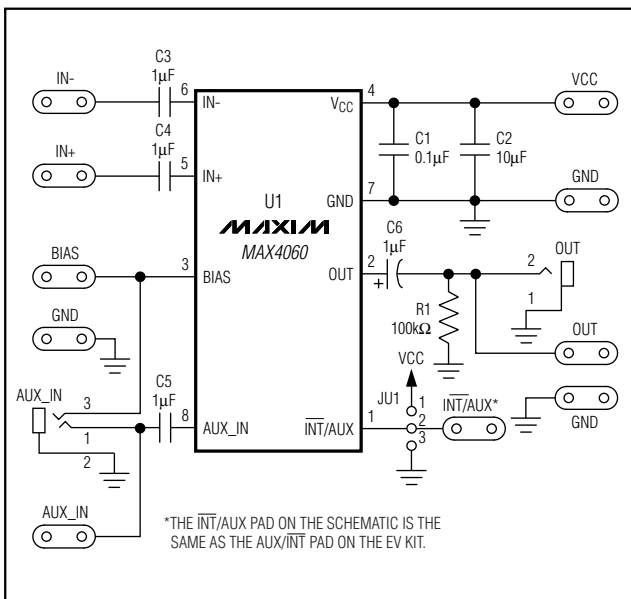 IN-
C3
1µF
6
IN-
IN+
C4
1µF
5
IN+
BIAS
3
BIAS
GND
AUX_IN
3
1
2
C5
1µF
8
AUX_IN
AUX_IN
U1
MAXIM
MAX4060
4
VCC
VCC
C1
0.1µF
C2
10µF
7
GND
GND
C6
1µF
2
OUT
+
R1
100kΩ
2
1
OUT
OUT
VCC
JU1
1
2
3
1
INT/AUX
INT/AUX*
GND
*THE INT/AUX PAD ON THE SCHEMATIC IS THE
SAME AS THE AUX/INT PAD ON THE EV KIT.